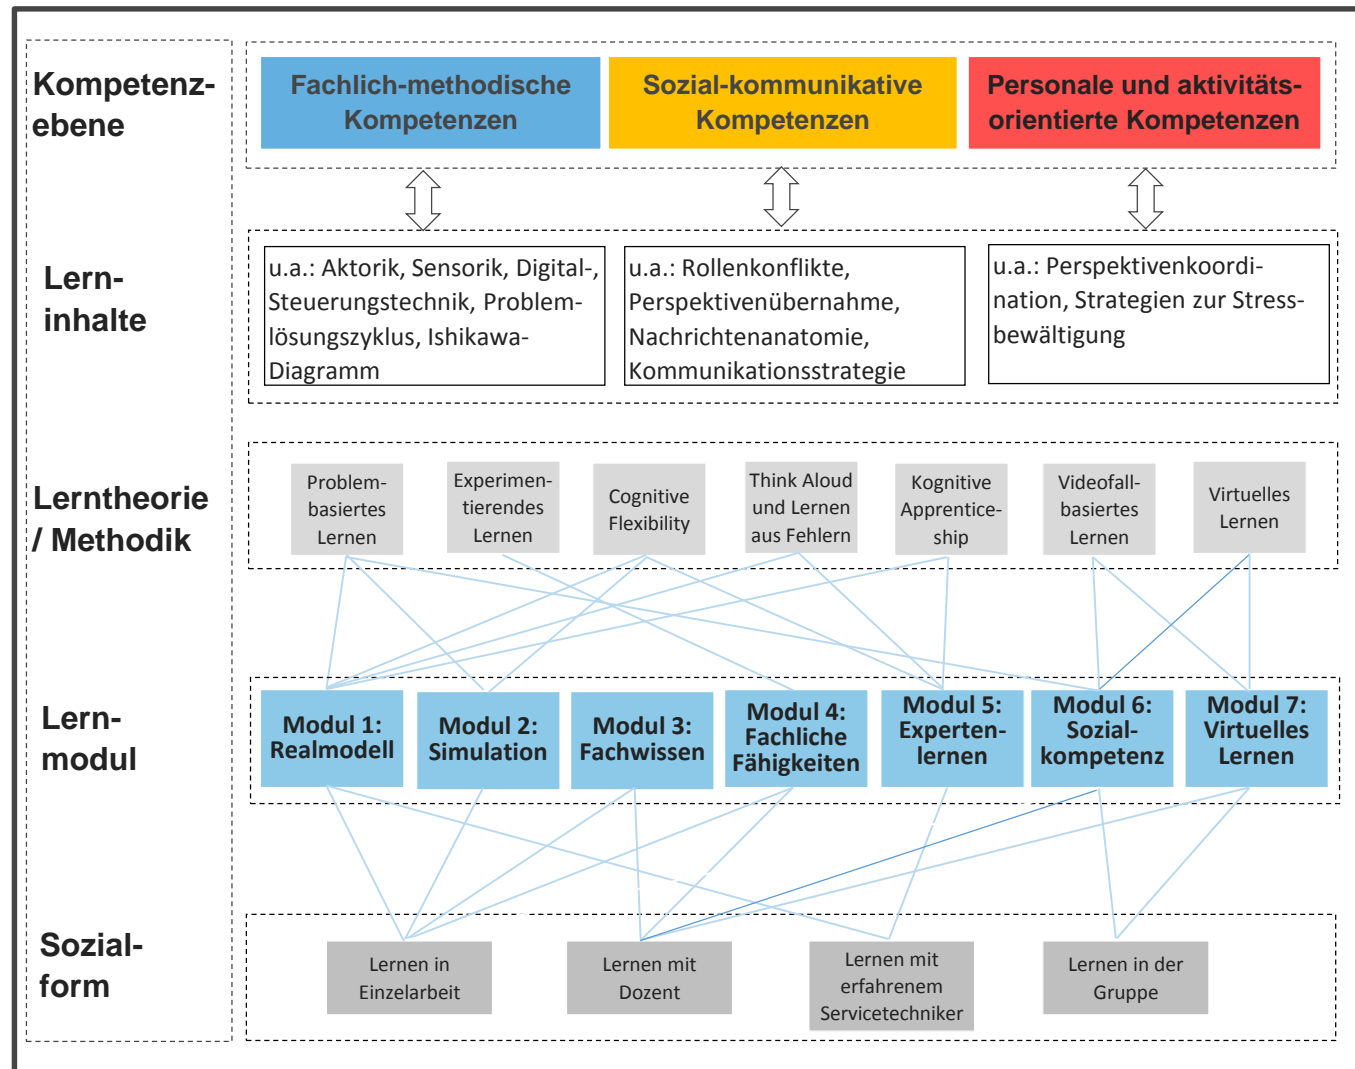 Kompetenz-
ebene
Fachlich-methodische
Kompetenzen
Sozial-kommunikative
Kompetenzen
Personale und aktivitäts-
orientierte Kompetenzen
Lern-
inhalte
u.a.: Aktorik, Sensorik, Digital-,
Steuerungstechnik, Problem-
lösungszyklus, Ishikawa-
Diagramm
u.a.: Rollenkonflikte,
Perspektivenübernahme,
Nachrichtenanatomie,
Kommunikationsstrategie
u.a.: Perspektivenkoordi-
nation, Strategien zur Stress-
bewältigung
Lerntheorie
/ Methodik
Problem-
basiertes
Lernen
Experimen-
tierendes
Lernen
Cognitive
Flexibility
Think Aloud
und Lernen
aus Fehlern
Kognitive
Apprentice-
ship
Videofall-
basiertes
Lernen
Virtuelles
Lernen
Lern-
modul
Modul 1:
Realmodell
Modul 2:
Simulation
Modul 3:
Fachwissen
Modul 4:
Fachliche
Fähigkeiten
Modul 5:
Experten-
lernen
Modul 6:
Sozial-
kompetenz
Modul 7:
Virtuelles
Lernen
Sozial-
form
Lernen in
Einzelarbeit
Lernen mit
Dozent
Lernen mit
erfahrenem
Servicetechniker
Lernen in der
Gruppe